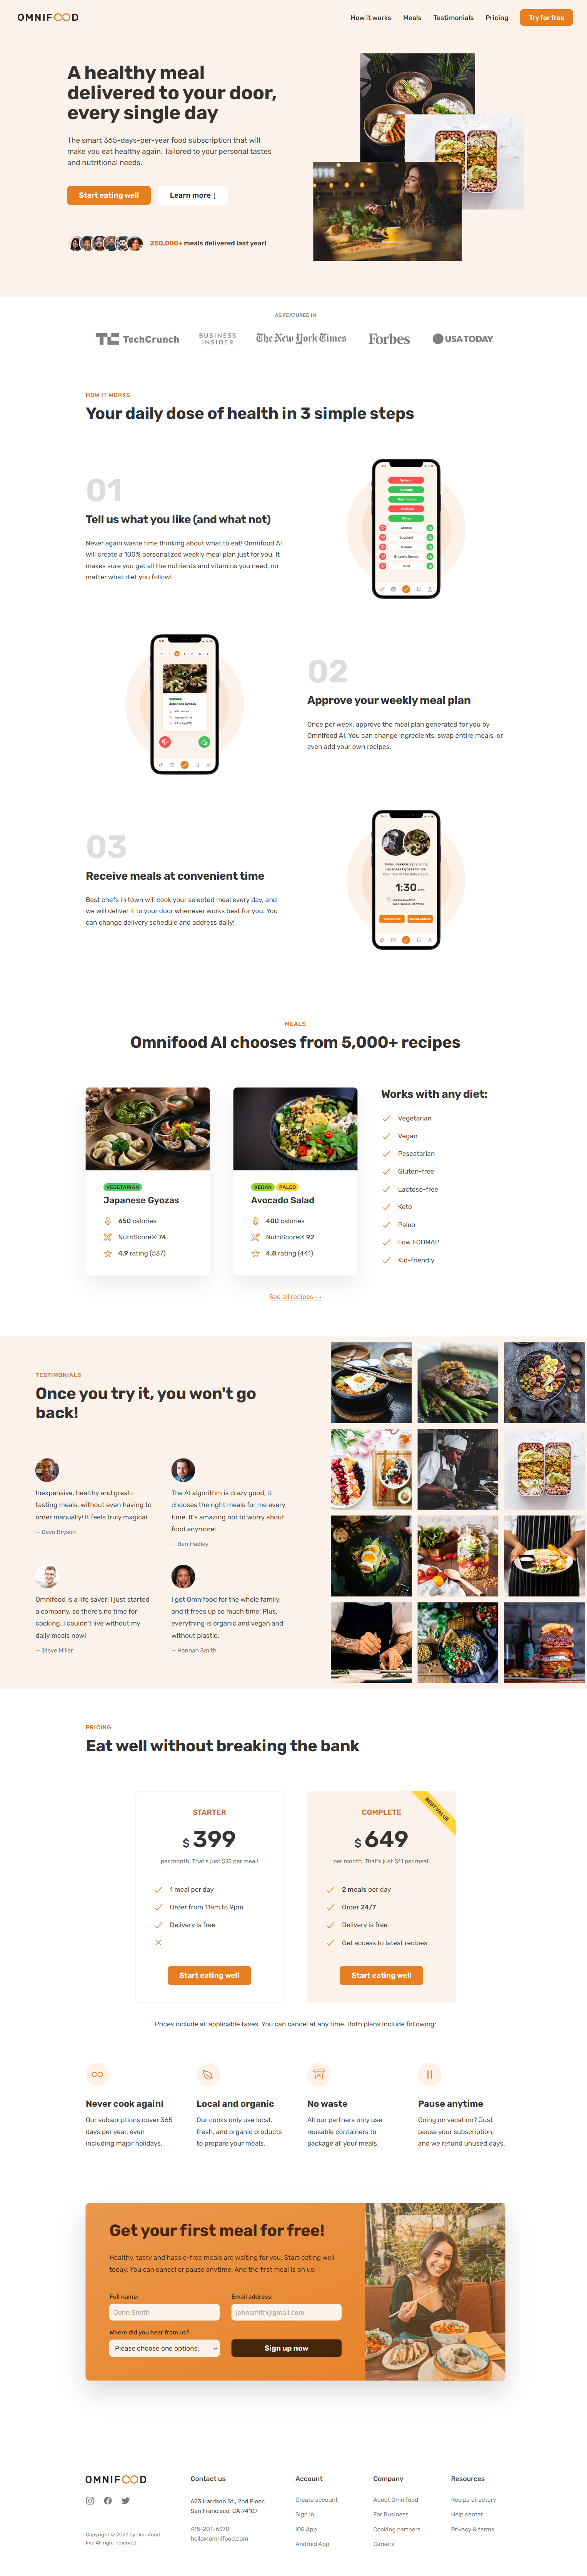 OMNIFOOD
How it works
Meals
Testimonials
Pricing
Try for free
A healthy meal
delivered to your door,
every single day
The smart 365-days-per-year food subscription that will
make you eat healthy again. Tailored to your personal tastes
and nutritional needs.
Start eating well
Learn more ↓
250,000+ meals delivered last year!
AS FEATURED IN
TechCrunch
BUSINESS
INSIDER
The New York Times
Forbes
USA TODAY
HOW IT WORKS
Your daily dose of health in 3 simple steps
01
Tell us what you like (and what not)
Never again waste time thinking about what to eat! Omnifood AI
will create a 100% personalized weekly meal plan just for you. It
makes sure you get all the nutrients and vitamins you need, no
matter what diet you follow!
02
Approve your weekly meal plan
Once per week, approve the meal plan generated for you by
Omnifood AI. You can change ingredients, swap entire meals, or
even add your own recipes.
Japanese Gyozas
03
Receive meals at convenient time
Best chefs in town will cook your selected meal every day, and
we will deliver it to your door whenever works best for you. You
can change delivery schedule and address daily!
1:30
MEALS
Omnifood AI chooses from 5,000+ recipes
VEGETARIAN
Japanese Gyozas
650 calories
NutriScore® 74
4.9 rating (537)
VEGAN PALEO
Avocado Salad
400 calories
NutriScore® 92
4.8 rating (441)
Works with any diet:
Vegetarian
Vegan
Pescatarian
Gluten-free
Lactose-free
Keto
Paleo
Low FODMAP
Kid-friendly
See all recipes →
TESTIMONIALS
Once you try it, you won't go
back!
Inexpensive, healthy and great-
tasting meals, without even having to
order manually! It feels truly magical.
— Dave Bryson
The AI algorithm is crazy good, it
chooses the right meals for me every
time. It's amazing not to worry about
food anymore!
— Ben Hadley
Omnifood is a life saver! I just started
a company, so there's no time for
cooking. I couldn't live without my
daily meals now!
— Steve Miller
I got Omnifood for the whole family,
and it frees up so much time! Plus,
everything is organic and vegan and
without plastic.
— Hannah Smith
PRICING
Eat well without breaking the bank
STARTER
$ 399
per month. That's just $13 per meal!
1 meal per day
Order from 11am to 9pm
Delivery is free
Start eating well
BEST VALUE
COMPLETE
$ 649
per month. That's just $11 per meal!
2 meals per day
Order 24/7
Delivery is free
Get access to latest recipes
Start eating well
Prices include all applicable taxes. You can cancel at any time. Both plans include following:
Never cook again!
Our subscriptions cover 365
days per year, even
including major holidays.
Local and organic
Our cooks only use local,
fresh, and organic products
to prepare your meals.
No waste
All our partners only use
reusable containers to
package all your meals.
Pause anytime
Going on vacation? Just
pause your subscription,
and we refund unused days.
Get your first meal for free!
Healthy, tasty and hassle-free meals are waiting for you. Start eating well
today. You can cancel or pause anytime. And the first meal is on us!
Full name:
John Smith
Email address:
johnsmith@gmail.com
Where did you hear from us?
Please choose one options:
Sign up now
OMNIFOOD
Copyright © 2027 by Omnifood
Inc. All right reserved.
Contact us
623 Harrison St., 2nd Floor,
San Francisco, CA 94107
415-201-6370
hello@omnifood.com
Account
Create account
Sign in
iOS App
Android App
Company
About Omnifood
For Business
Cooking partners
Careers
Resources
Recipe directory
Help center
Privacy & terms